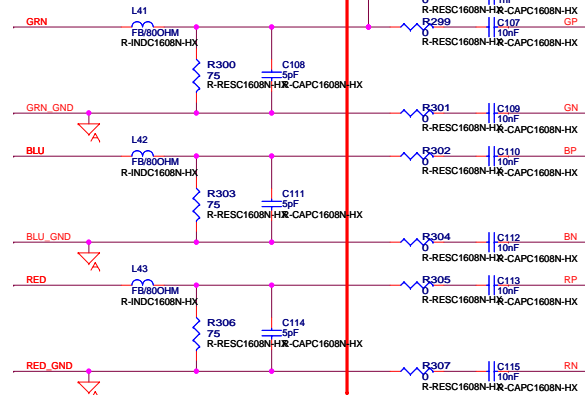 L41
GRN
FB/80OHM
R-INDC1608N-HX
R299
0
R-RESC1608N-HX
C107
10nF
R-CAPC1608N-HX
GP
R300
75
R-RESC1608N-HX
C108
5pF
R-CAPC1608N-HX
GRN_GND
R301
0
R-RESC1608N-HX
C109
10nF
R-CAPC1608N-HX
GN
A
L42
BLU
FB/80OHM
R-INDC1608N-HX
R302
0
R-RESC1608N-HX
C110
10nF
R-CAPC1608N-HX
BP
R303
75
R-RESC1608N-HX
C111
5pF
R-CAPC1608N-HX
BLU_GND
R304
0
R-RESC1608N-HX
C112
10nF
R-CAPC1608N-HX
BN
A
L43
RED
FB/80OHM
R-INDC1608N-HX
R305
0
R-RESC1608N-HX
C113
10nF
R-CAPC1608N-HX
RP
R306
75
R-RESC1608N-HX
C114
5pF
R-CAPC1608N-HX
RED_GND
R307
0
R-RESC1608N-HX
C115
10nF
R-CAPC1608N-HX
RN
A
R-RESC1608N-HX
R-CAPC1608N-HX